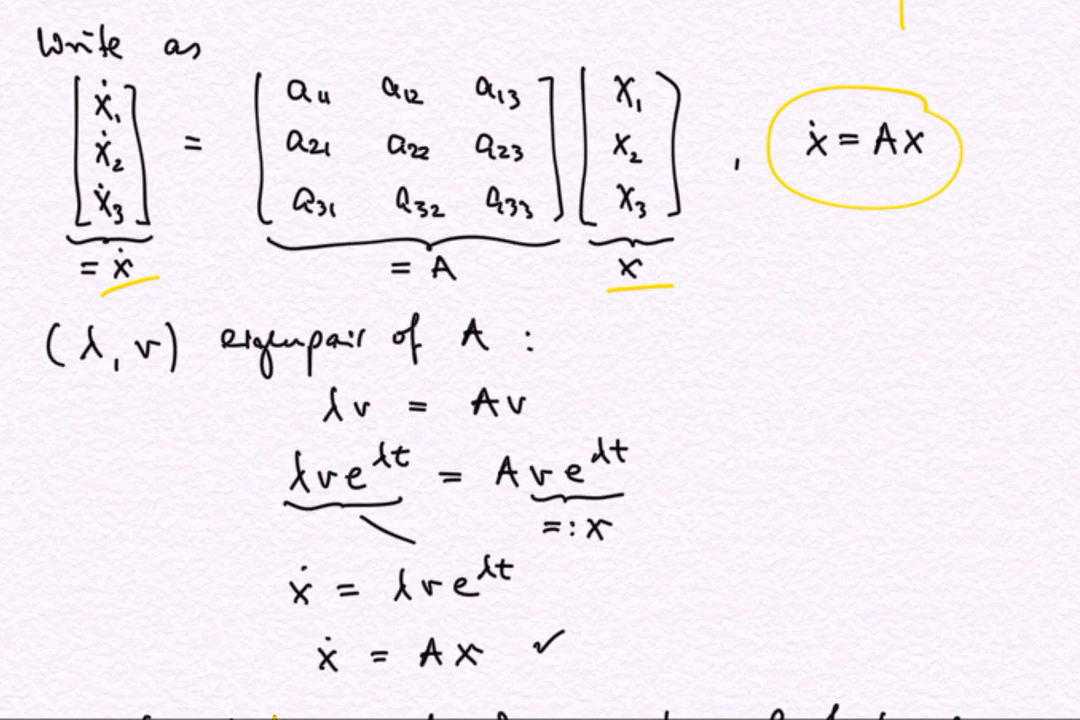 Write as
[ẋ₁ ẋ₂ ẋ₃] = [a₁₁ a₁₂ a₁₃ a₂₁ a₂₂ a₂₃ a₃₁ a₃₂ a₃₃] [x₁ x₂ x₃] , ẋ = Ax
= ẋ = A x
(λ, v) eigenpair of A :
λv = Av
λve^{λt} = Ave^{λt}
=: x
ẋ = λve^{λt}
ẋ = Ax ✓